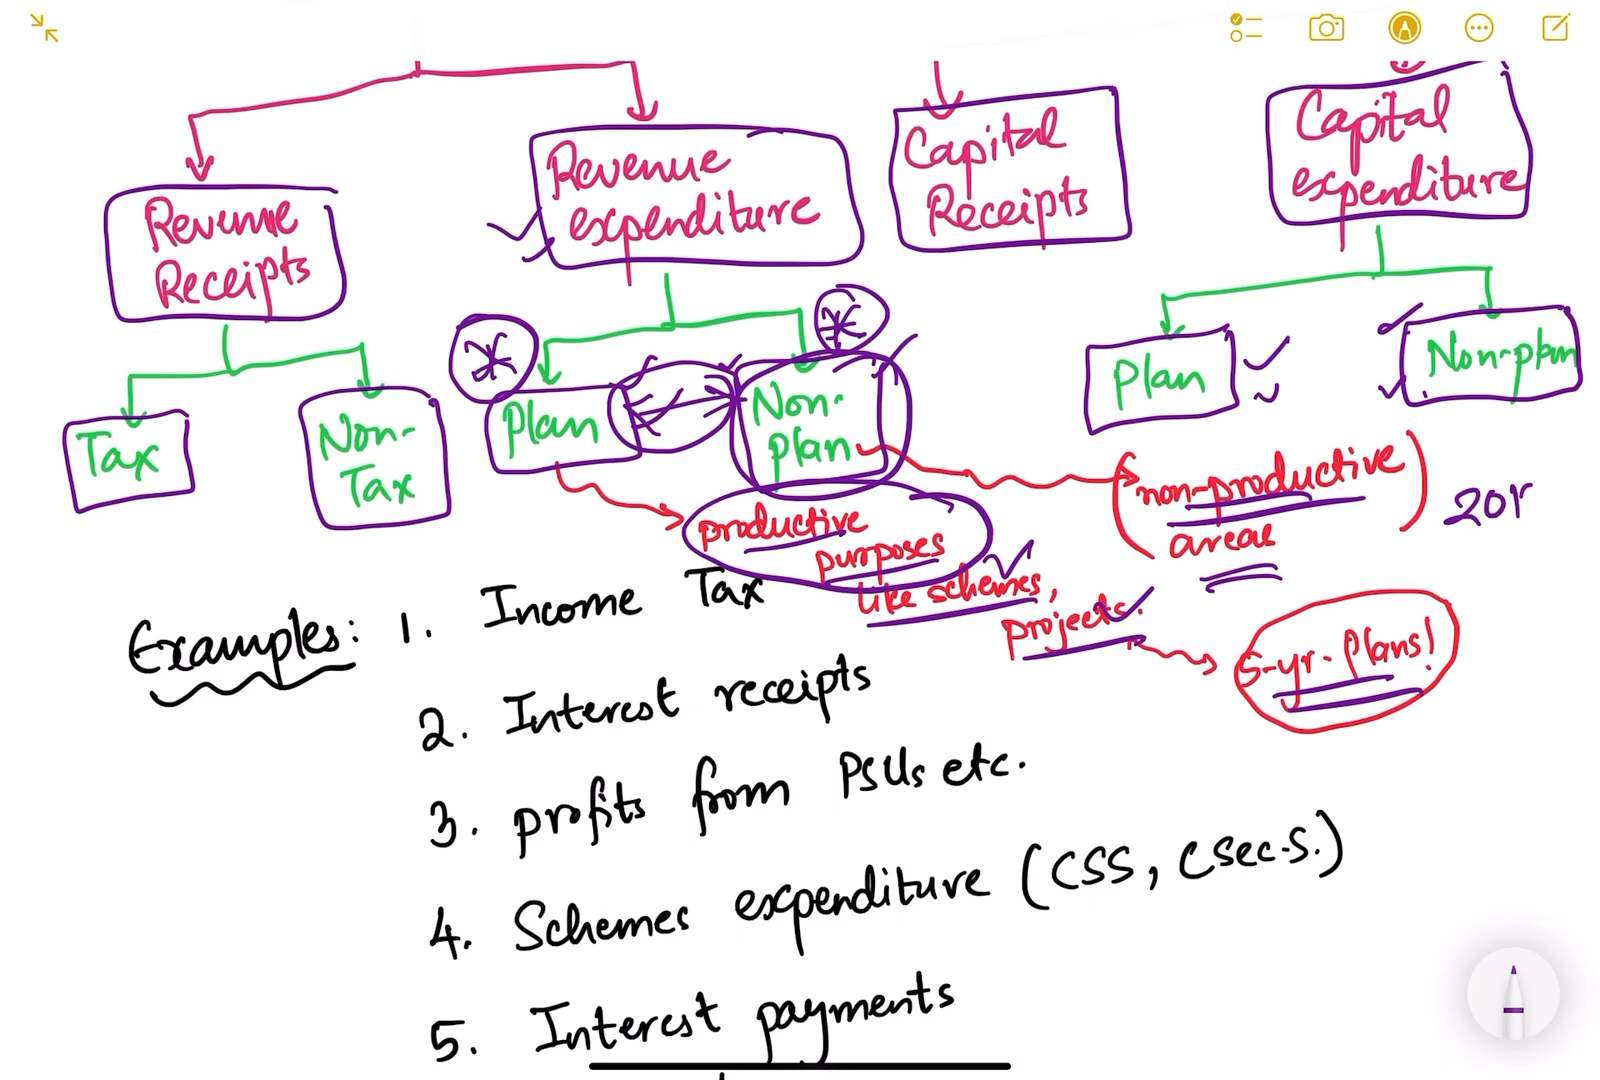 Revenue
Receipts
Revenue
expenditure
Capital
Receipts
Capital
expenditure
Tax
Non-
Tax
Plan
Non-
plan
Plan
Non-plan
productive
purposes
like schemes,
projects.
(non-productive)
areae
201
5-yr. Plans!
Examples: 1. Income Tax
2. Interest receipts
3. profits from PSUs etc.
4. Schemes expenditure (CSS, CSec.S.)
5. Interest payments